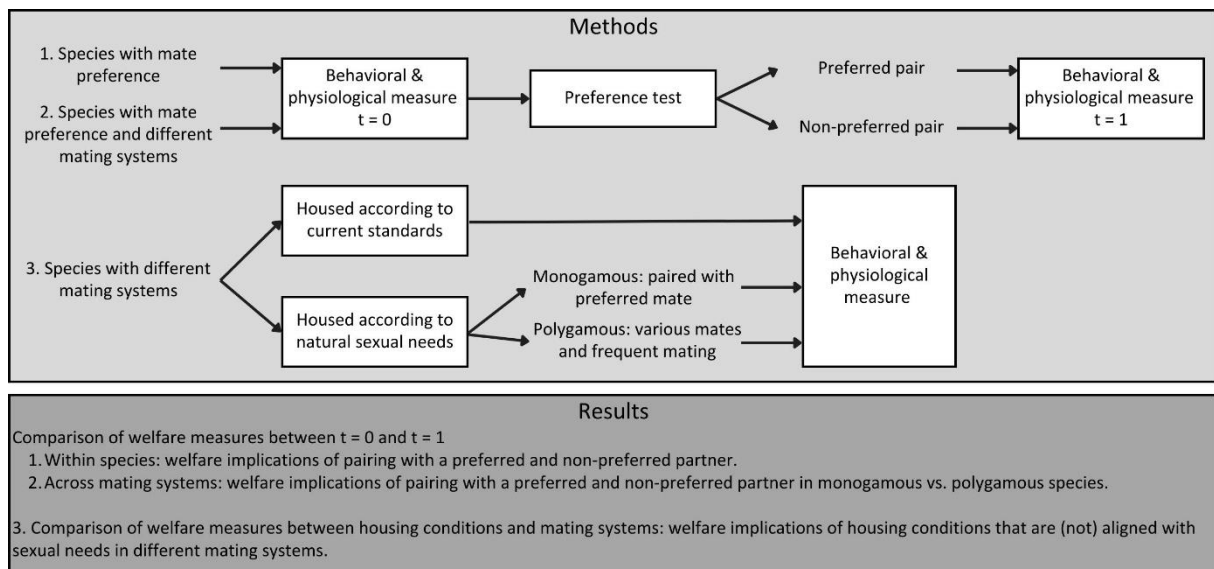 Methods
1. Species with mate
preference
2. Species with mate
preference and different
mating systems
Behavioral &
physiological measure
t = 0
Preference test
Preferred pair
Non-preferred pair
Behavioral &
physiological measure
t = 1
3. Species with different
mating systems
Housed according to
current standards
Housed according to
natural sexual needs
Monogamous: paired with
preferred mate
Polygamous: various mates
and frequent mating
Behavioral &
physiological
measure
Results
Comparison of welfare measures between t = 0 and t = 1
1. Within species: welfare implications of pairing with a preferred and non-preferred partner.
2. Across mating systems: welfare implications of pairing with a preferred and non-preferred partner in monogamous vs. polygamous species.
3. Comparison of welfare measures between housing conditions and mating systems: welfare implications of housing conditions that are (not) aligned with
sexual needs in different mating systems.